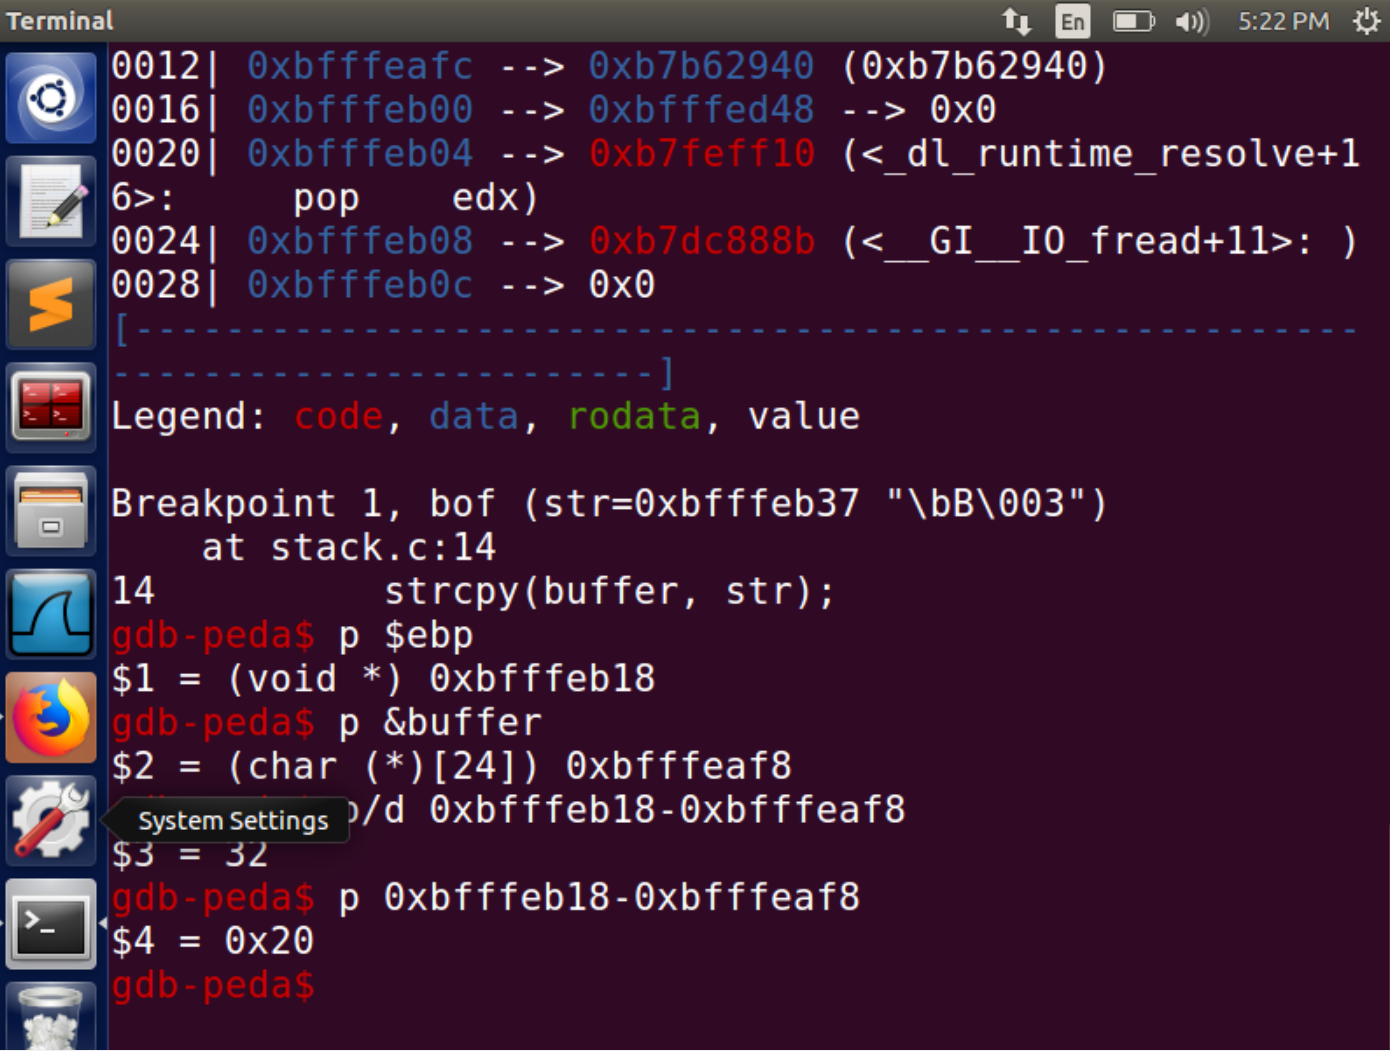 Terminal
En
5:22 PM
0012| 0xbfffeafc --> 0xb7b62940 (0xb7b62940)
0016| 0xbfffeb00 --> 0xbfffed48 --> 0x0
0020| 0xbfffeb04 --> 0xb7feff10 (<_dl_runtime_resolve+1
6>: pop edx)
0024| 0xbfffeb08 --> 0xb7dc888b (<__GI__IO_fread+11>: )
0028| 0xbfffeb0c --> 0x0
[------------------------------------------------------
------------------------]
Legend: code, data, rodata, value
Breakpoint 1, bof (str=0xbfffeb37 "\bB\003")
at stack.c:14
14 strcpy(buffer, str);
gdb-peda$ p $ebp
$1 = (void *) 0xbfffeb18
gdb-peda$ p &buffer
$2 = (char (*)[24]) 0xbfffeaf8
/d 0xbfffeb18-0xbfffeaf8
System Settings
$3 = 32
gdb-peda$ p 0xbfffeb18-0xbfffeaf8
$4 = 0x20
gdb-peda$